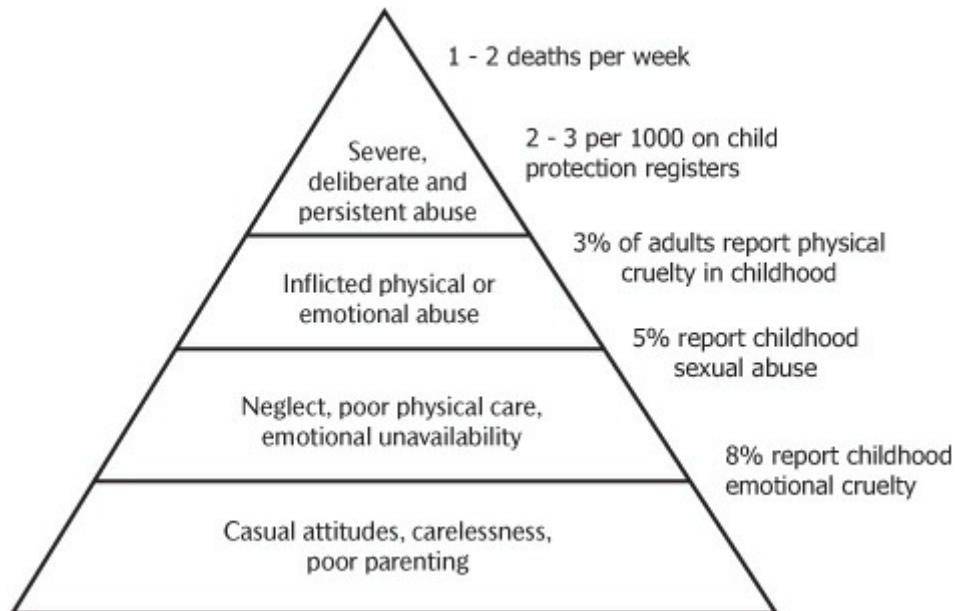 1 - 2 deaths per week
2 - 3 per 1000 on child
protection registers
Severe,
deliberate and
persistent abuse
3% of adults report physical
cruelty in childhood
Inflicted physical or
emotional abuse
5% report childhood
sexual abuse
Neglect, poor physical care,
emotional unavailability
8% report childhood
emotional cruelty
Casual attitudes, carelessness,
poor parenting